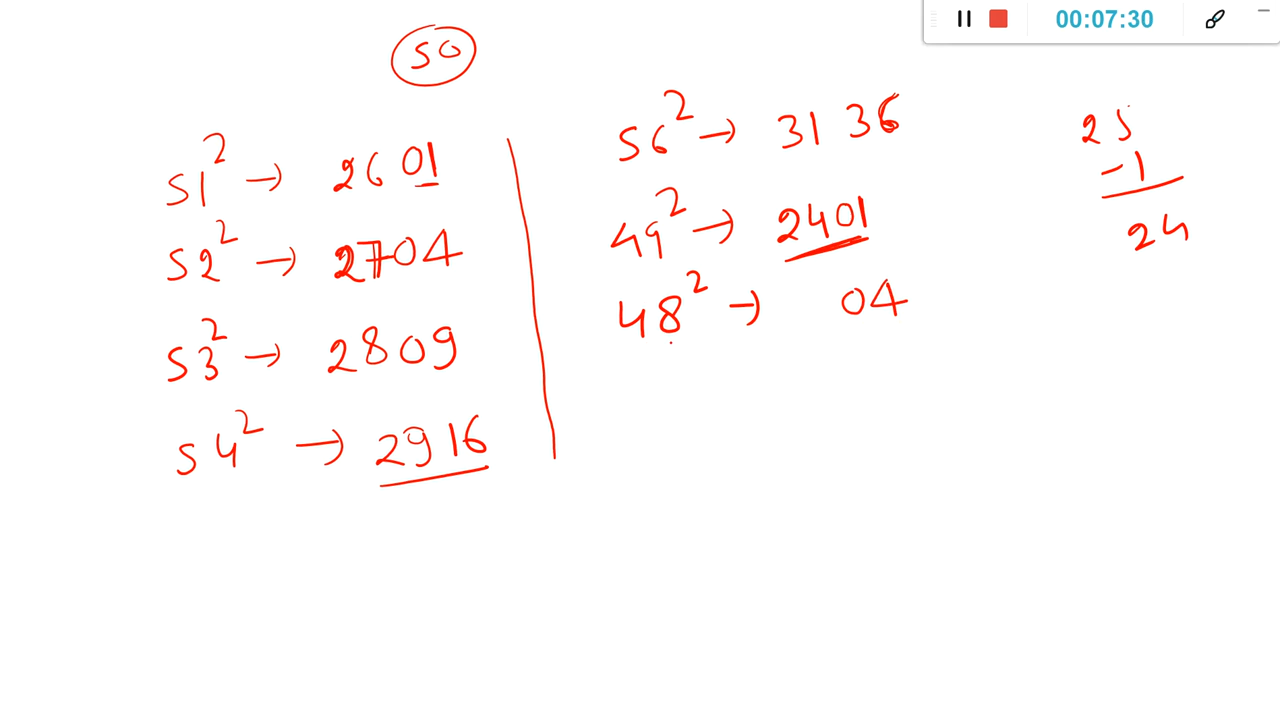 00:07:30
50
51² → 2601
52² → 2704
53² → 2809
54² → 2916
56² → 3136
49² → 2401
48² → 04
25
-1
24